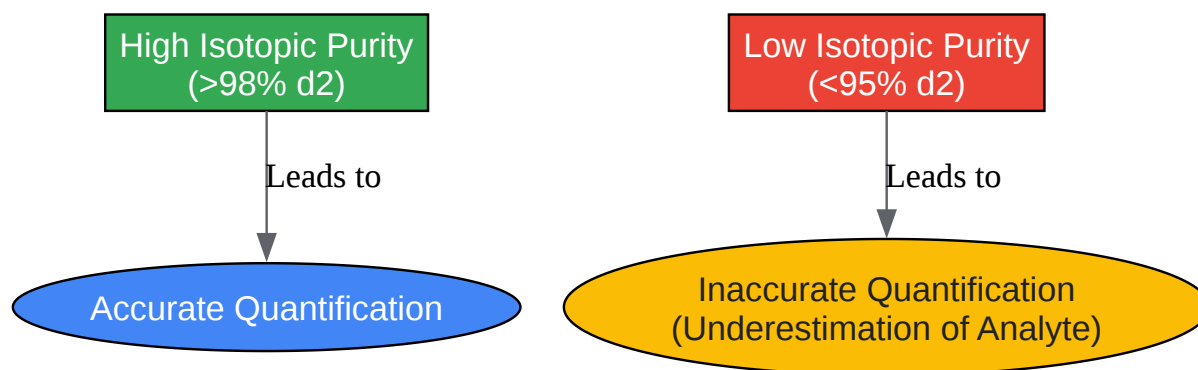 High Isotopic Purity
(>98% d2)
Leads to
Accurate Quantification
Low Isotopic Purity
(<95% d2)
Leads to
Inaccurate Quantification
(Underestimation of Analyte)